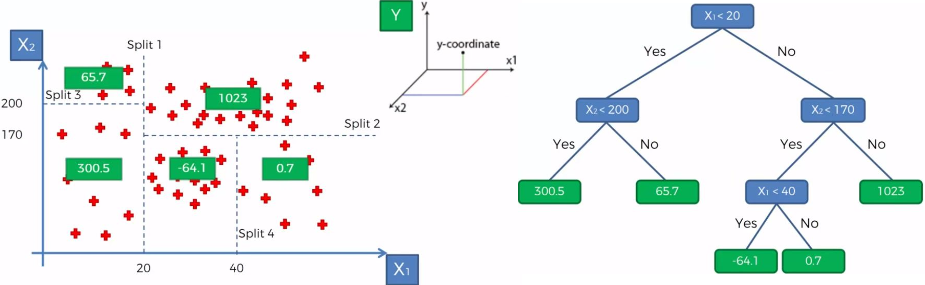 X2
Y
Split 1
65.7
Split 3
200
1023
170
Split 2
300.5
-64.1
0.7
Split 4
20
40
X1
y
y-coordinate
x1
x2
X1 < 20
Yes
No
X2 < 200
X2 < 170
Yes
No
Yes
No
300.5
65.7
X1 < 40
1023
Yes
No
-64.1
0.7